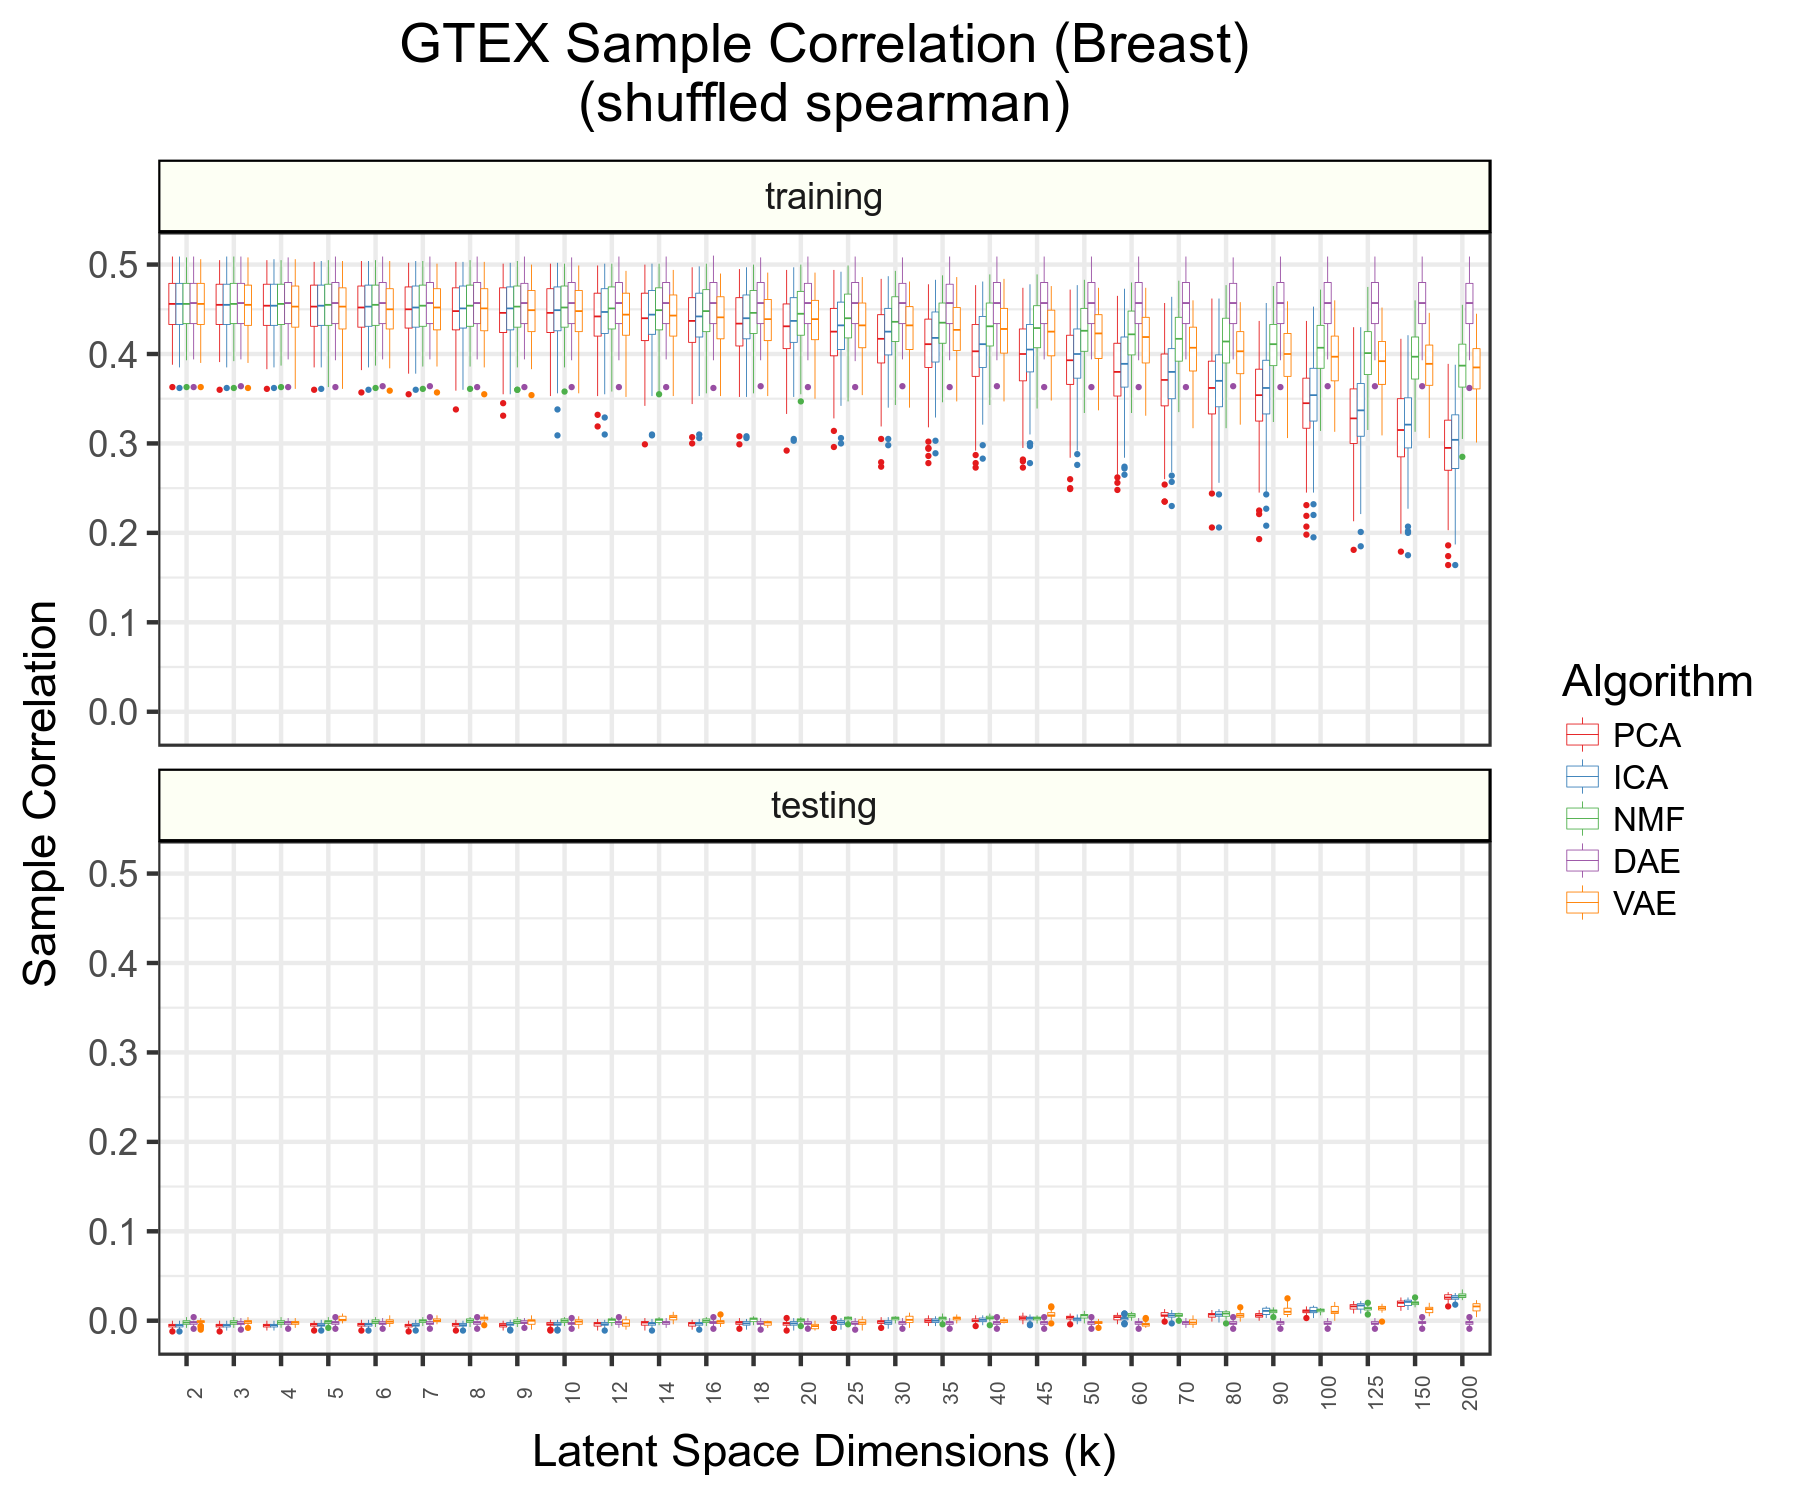 GTEX Sample Correlation (Breast)
(shuffled spearman)
training
0.5
0.4
0.3
0.2
0.1
0.0
testing
0.5
0.4
0.3
0.2
0.1
0.0
Sample Correlation
2 3 4 5 6 7 8 9 10 12 14 16 18 20 25 30 35 40 45 50 60 70 80 90 100 125 150 200
Latent Space Dimensions (k)
Algorithm
PCA
ICA
NMF
DAE
VAE